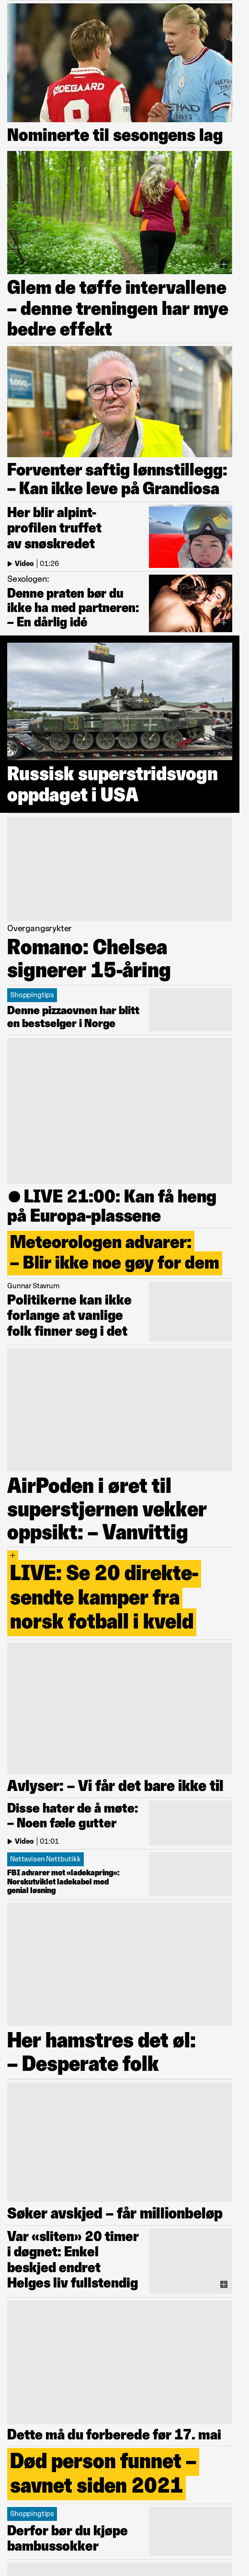 ØDEGAARD
8
ETIHAD
AIRWAYS
Nominerte til sesongens lag
Glem de tøffe intervallene
– denne treningen har mye
bedre effekt
Forventer saftig lønnstillegg:
– Kan ikke leve på Grandiosa
Her blir alpint-
profilen truffet
av snøskredet
Video | 01:26
Sexologen:
Denne praten bør du
ikke ha med partneren:
– En dårlig idé
Russisk superstridsvogn
oppdaget i USA
Overgangsrykter
Romano: Chelsea
signerer 15-åring
Shoppingtips
Denne pizzaovnen har blitt
en bestselger i Norge
LIVE 21:00: Kan få heng
på Europa-plassene
Meteorologen advarer:
– Blir ikke noe gøy for dem
Gunnar Stavrum
Politikerne kan ikke
forlange at vanlige
folk finner seg i det
AirPoden i øret til
superstjernen vekker
oppsikt: – Vanvittig
+
LIVE: Se 20 direkte-
sendte kamper fra
norsk fotball i kveld
Avlyser: – Vi får det bare ikke til
Disse hater de å møte:
– Noen fæle gutter
Video | 01:01
Nettavisen Nettbutikk
FBI advarer mot «ladekapring»:
Norskutviklet ladekabel med
genial løsning
Her hamstres det øl:
– Desperate folk
Søker avskjed – får millionbeløp
Var «sliten» 20 timer
i døgnet: Enkel
beskjed endret
Helges liv fullstendig
Dette må du forberede før 17. mai
Død person funnet –
savnet siden 2021
Shoppingtips
Derfor bør du kjøpe
bambussokker